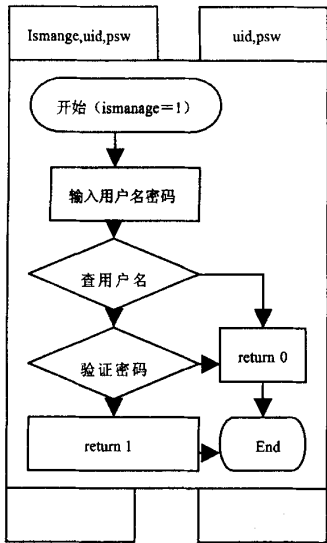 Ismange,uid,psw
uid,psw
开始（ismanage＝1）
输入用户名密码
查用户名
验证密码
return 0
return 1
End